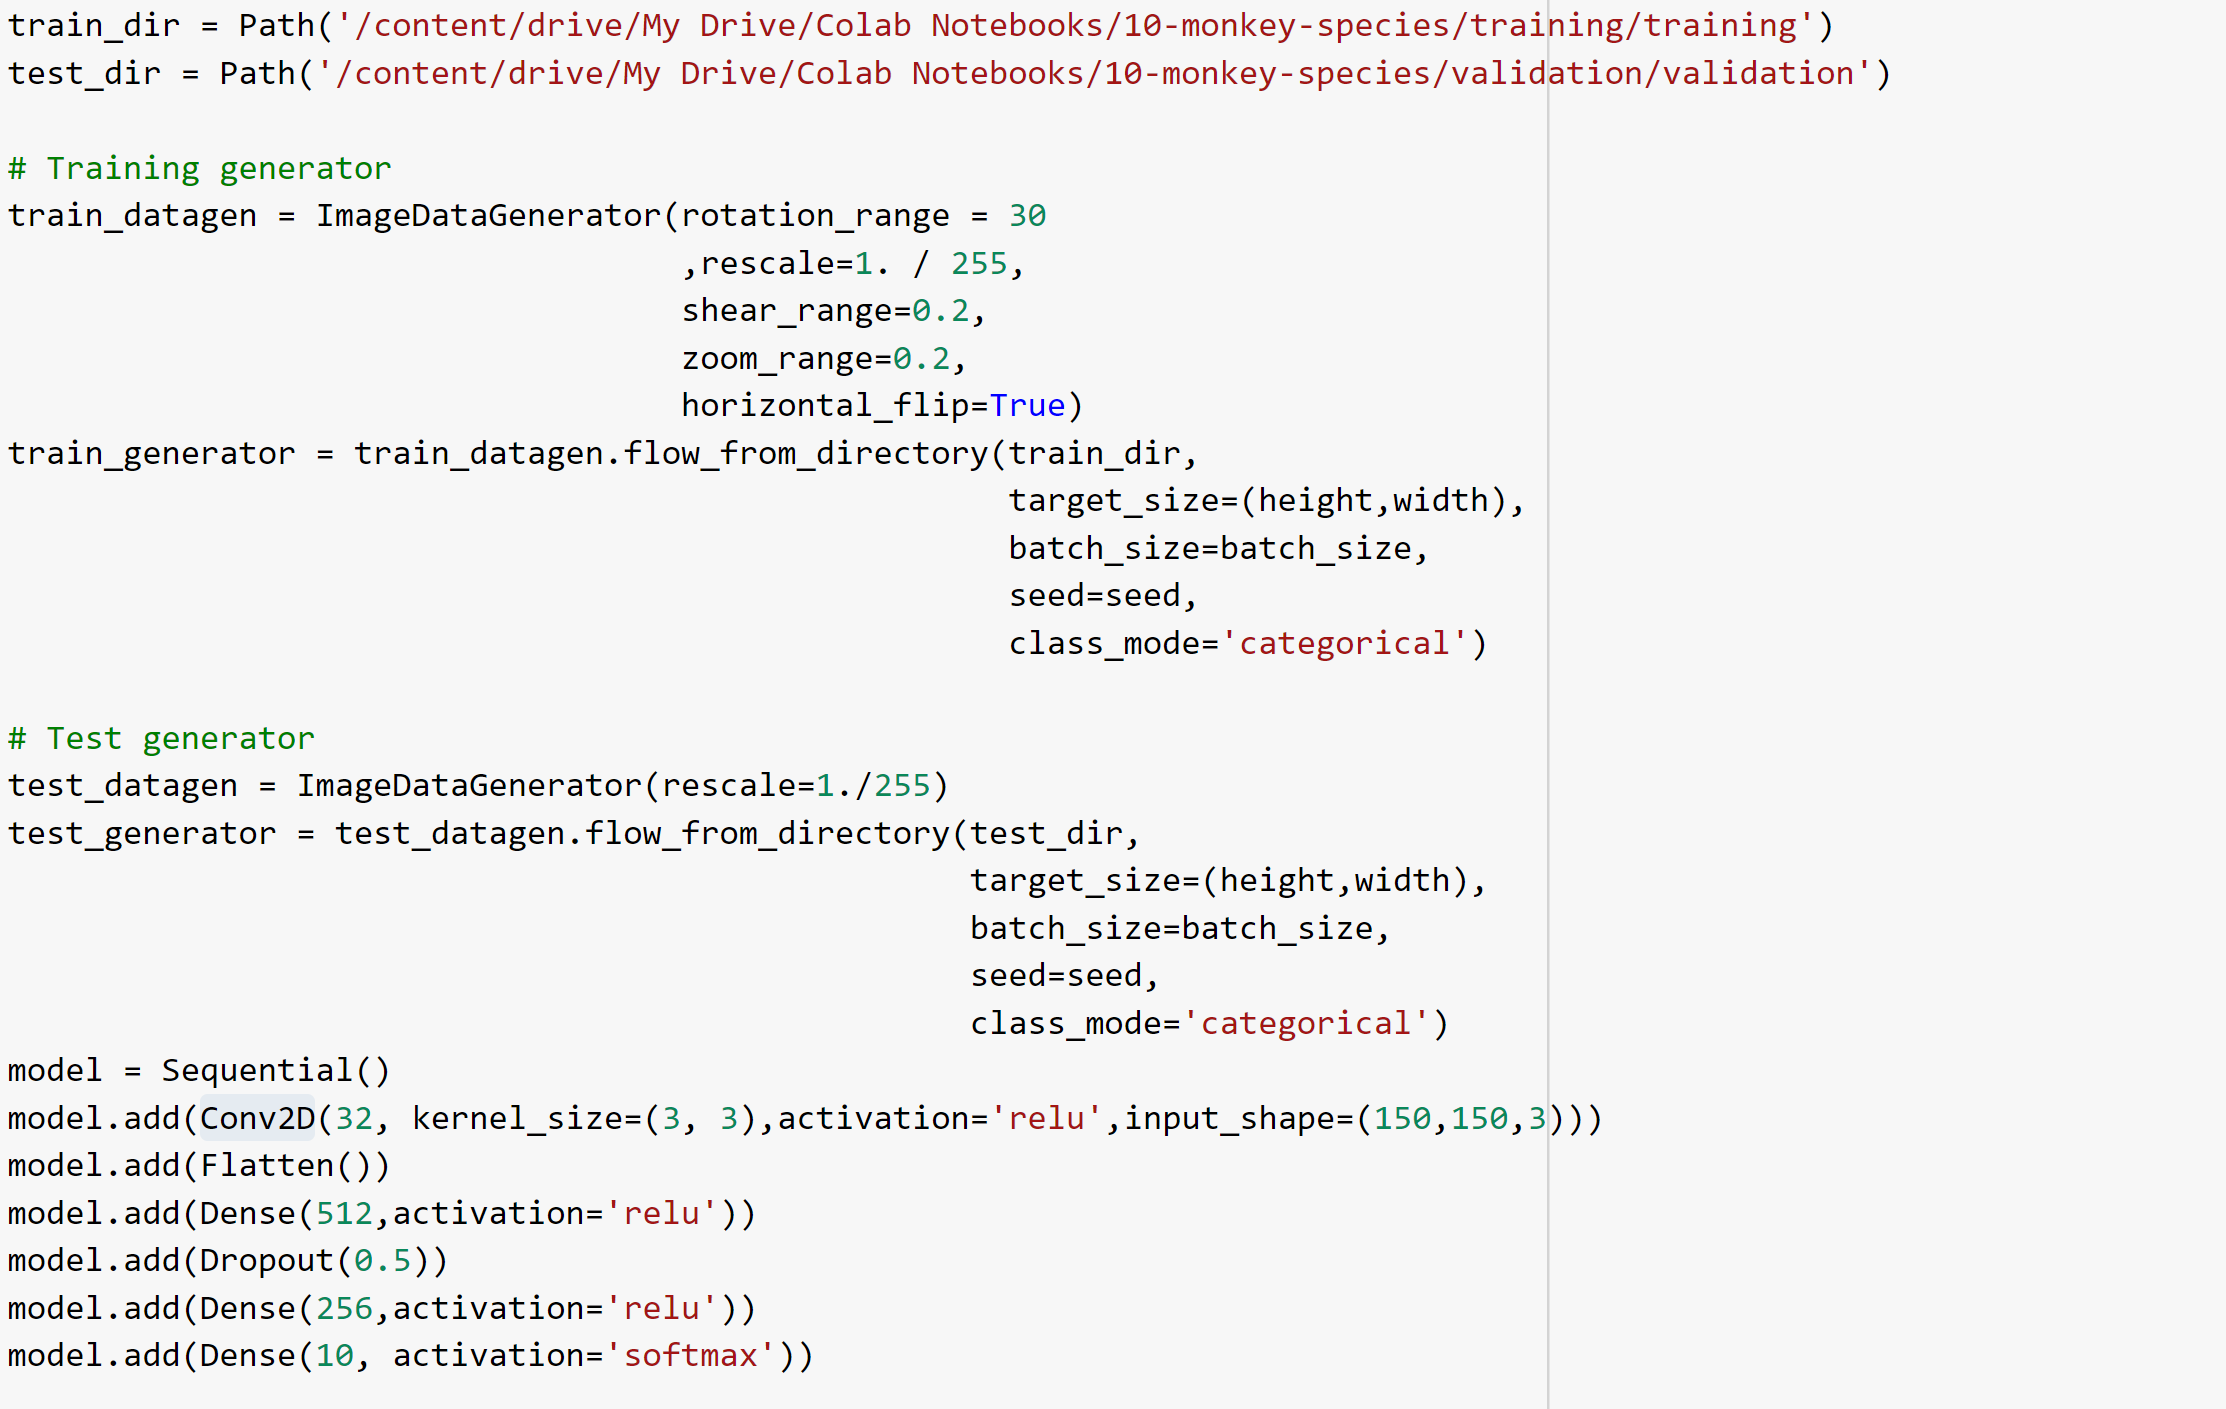 train_dir = Path('/content/drive/My Drive/Colab Notebooks/10-monkey-species/training/training')
test_dir = Path('/content/drive/My Drive/Colab Notebooks/10-monkey-species/validation/validation')
# Training generator
train_datagen = ImageDataGenerator(rotation_range = 30
,rescale=1. / 255,
shear_range=0.2,
zoom_range=0.2,
horizontal_flip=True)
train_generator = train_datagen.flow_from_directory(train_dir,
target_size=(height,width),
batch_size=batch_size,
seed=seed,
class_mode='categorical')
# Test generator
test_datagen = ImageDataGenerator(rescale=1./255)
test_generator = test_datagen.flow_from_directory(test_dir,
target_size=(height,width),
batch_size=batch_size,
seed=seed,
class_mode='categorical')
model = Sequential()
model.add(Conv2D(32, kernel_size=(3, 3),activation='relu',input_shape=(150,150,3)))
model.add(Flatten())
model.add(Dense(512,activation='relu'))
model.add(Dropout(0.5))
model.add(Dense(256,activation='relu'))
model.add(Dense(10, activation='softmax'))